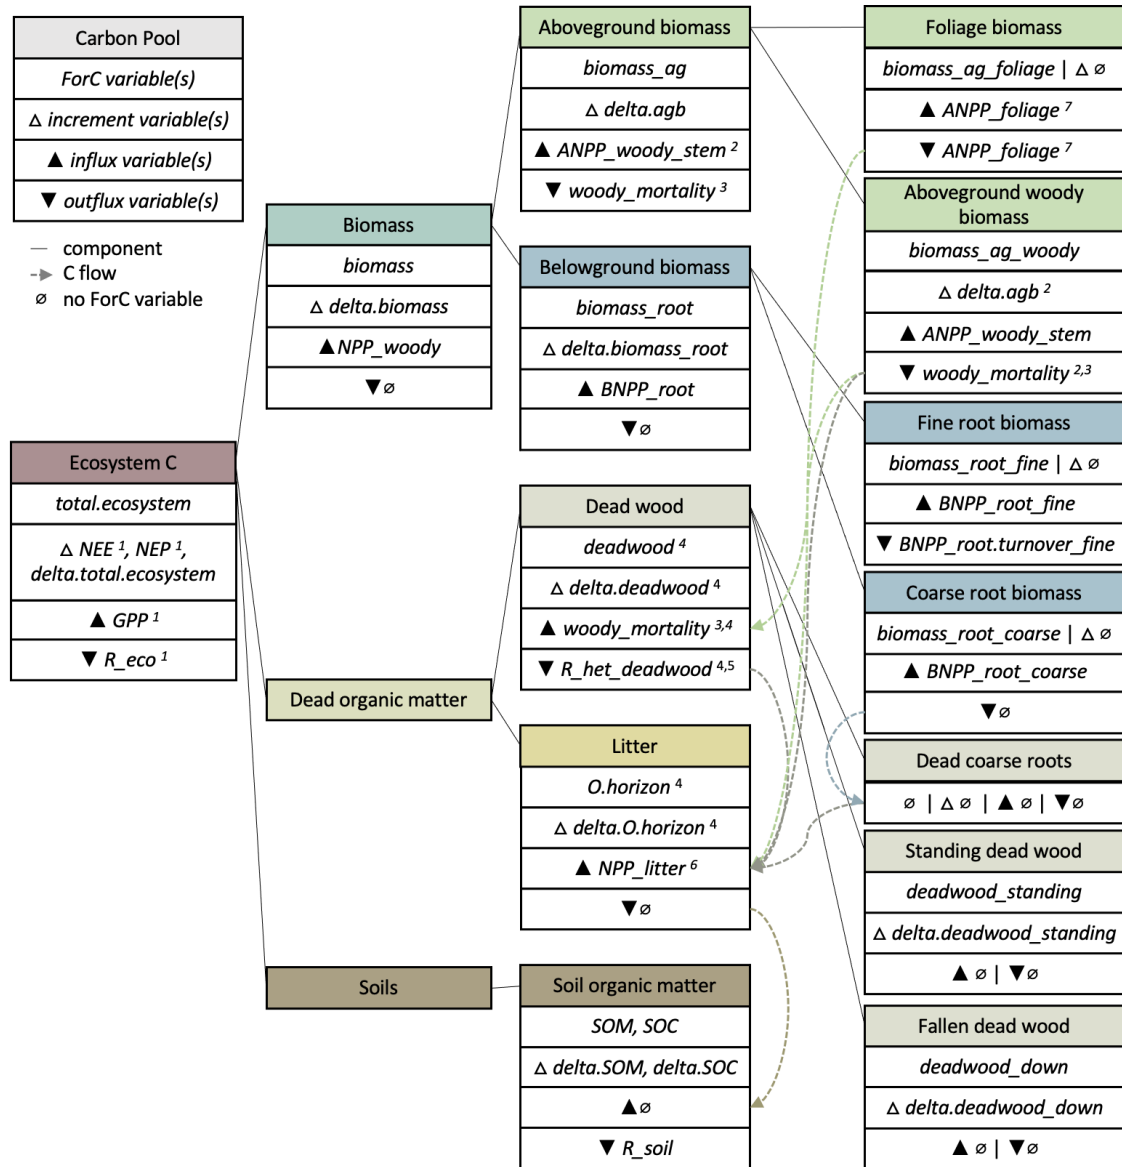 Carbon Pool
ForC variable(s)
△ increment variable(s)
▲ influx variable(s)
▼ outflux variable(s)
component
C flow
∅ no ForC variable
Ecosystem C
total.ecosystem
△ NEE ¹, NEP ¹,
delta.total.ecosystem
▲ GPP ¹
▼ R_eco ¹
Biomass
biomass
△ delta.biomass
▲ NPP_woody
▼ ∅
Dead organic matter
Soils
Aboveground biomass
biomass_ag
△ delta.agb
▲ ANPP_woody_stem ²
▼ woody_mortality ³
Belowground biomass
biomass_root
△ delta.biomass_root
▲ BNPP_root
▼ ∅
Dead wood
deadwood ⁴
△ delta.deadwood ⁴
▲ woody_mortality ³,⁴
▼ R_het_deadwood ⁴,⁵
Litter
O.horizon ⁴
△ delta.O.horizon ⁴
▲ NPP_litter ⁶
▼ ∅
Soil organic matter
SOM, SOC
△ delta.SOM, delta.SOC
▲ ∅
▼ R_soil
Foliage biomass
biomass_ag_foliage | △ ∅
▲ ANPP_foliage ⁷
▼ ANPP_foliage ⁷
Aboveground woody
biomass
biomass_ag_woody
△ delta.agb ²
▲ ANPP_woody_stem
▼ woody_mortality ²,³
Fine root biomass
biomass_root_fine | △ ∅
▲ BNPP_root_fine
▼ BNPP_root.turnover_fine
Coarse root biomass
biomass_root_coarse | △ ∅
▲ BNPP_root_coarse
▼ ∅
Dead coarse roots
∅ | △ ∅ | ▲ ∅ | ▼ ∅
Standing dead wood
deadwood_standing
△ delta.deadwood_standing
▲ ∅ | ▼ ∅
Fallen dead wood
deadwood_down
△ delta.deadwood_down
▲ ∅ | ▼ ∅